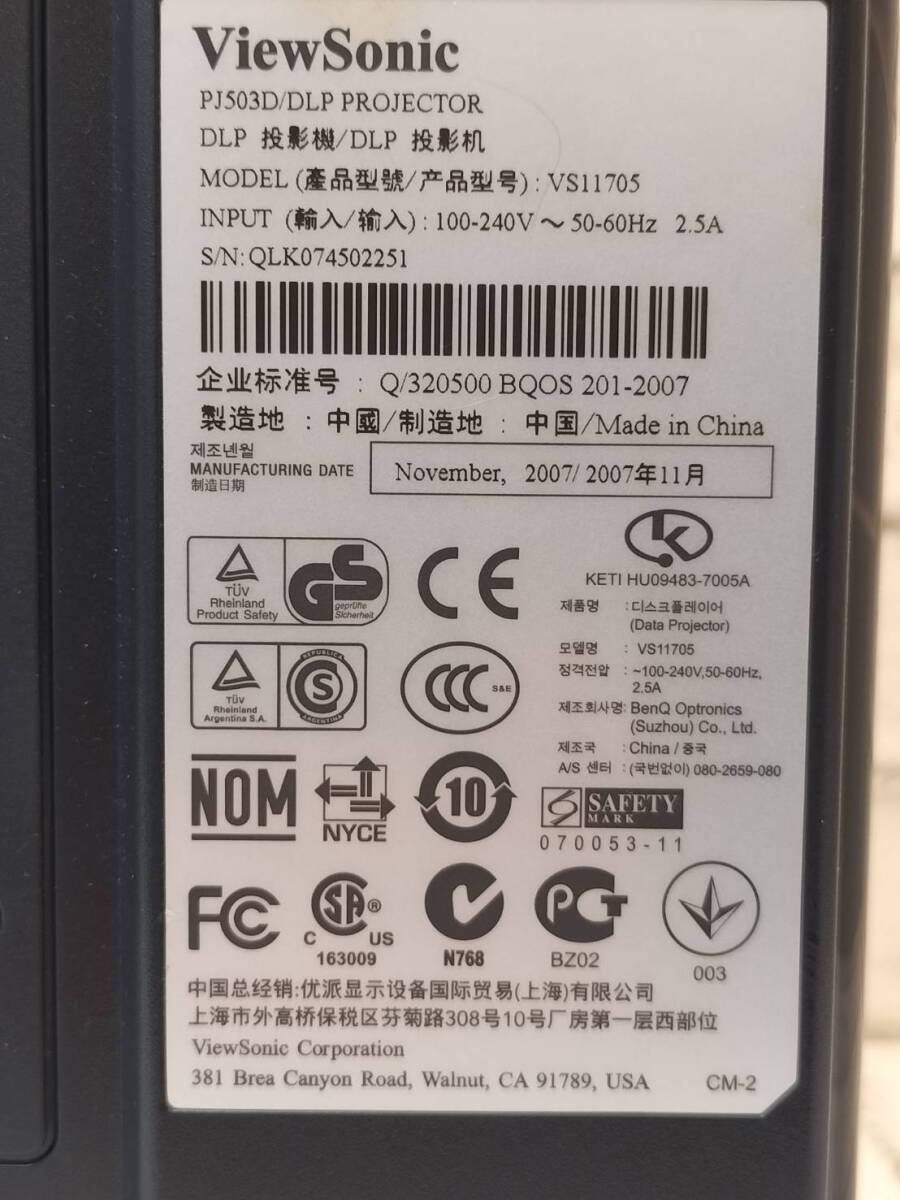 ViewSonic
PJ503D/DLP PROJECTOR
DLP 投影機/DLP 投影机
MODEL (產品型號/产品型号) : VS11705
INPUT (輸入/输入) : 100-240V ～ 50-60Hz 2.5A
S/N: QLK074502251
企业标准号 : Q/320500 BQOS 201-2007
製造地 : 中國/制造地 : 中国/Made in China
제조년월
MANUFACTURING DATE
制造日期
November, 2007/ 2007年11月
TÜV
Rheinland
Product Safety
GS
geprüfte
Sicherheit
CE
K
KETI HU09483-7005A
제품명 : 디스크플레이어
(Data Projector)
모델명 : VS11705
정격전압 : ~100-240V,50-60Hz,
2.5A
제조회사명: BenQ Optronics
(Suzhou) Co., Ltd.
제조국 : China / 중국
A/S 센터 : (국번없이) 080-2659-080
TÜV
Rheinland
Argentina S.A.
REPUBLICA
S
ARGENTINA
CCC
S&E
NOM
NYCE
10
SAFETY
MARK
070053-11
FC
SA®
C US
163009
N768
PCT
BZ02
003
中国总经销:优派显示设备国际贸易(上海)有限公司
上海市外高桥保税区芬菊路308号10号厂房第一层西部位
ViewSonic Corporation
381 Brea Canyon Road, Walnut, CA 91789, USA
CM-2